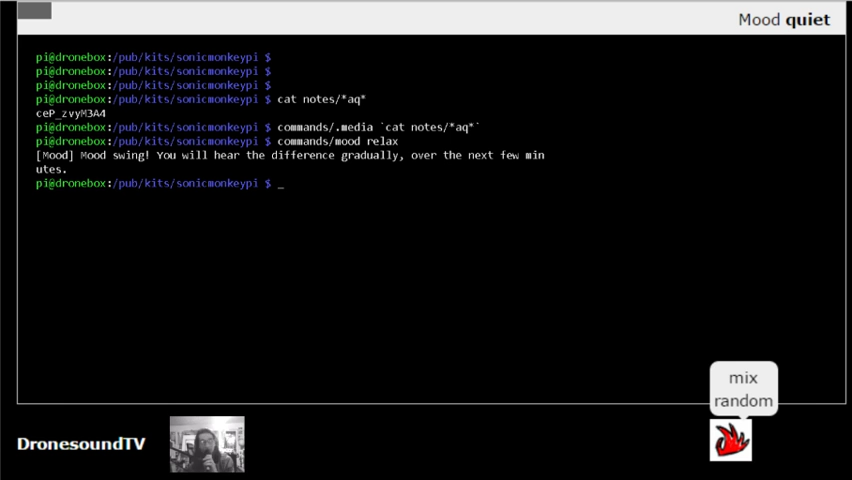 Mood quiet
pi@dronebox:/pub/kits/sonicmonkeypi $
pi@dronebox:/pub/kits/sonicmonkeypi $
pi@dronebox:/pub/kits/sonicmonkeypi $
pi@dronebox:/pub/kits/sonicmonkeypi $ cat notes/*aq*
ceP_zvyM3A4
pi@dronebox:/pub/kits/sonicmonkeypi $ commands/.media `cat notes/*aq*`
pi@dronebox:/pub/kits/sonicmonkeypi $ commands/mood relax
[Mood] Mood swing! You will hear the difference gradually, over the next few min
utes.
pi@dronebox:/pub/kits/sonicmonkeypi $ _
mix
random
DronesoundTV